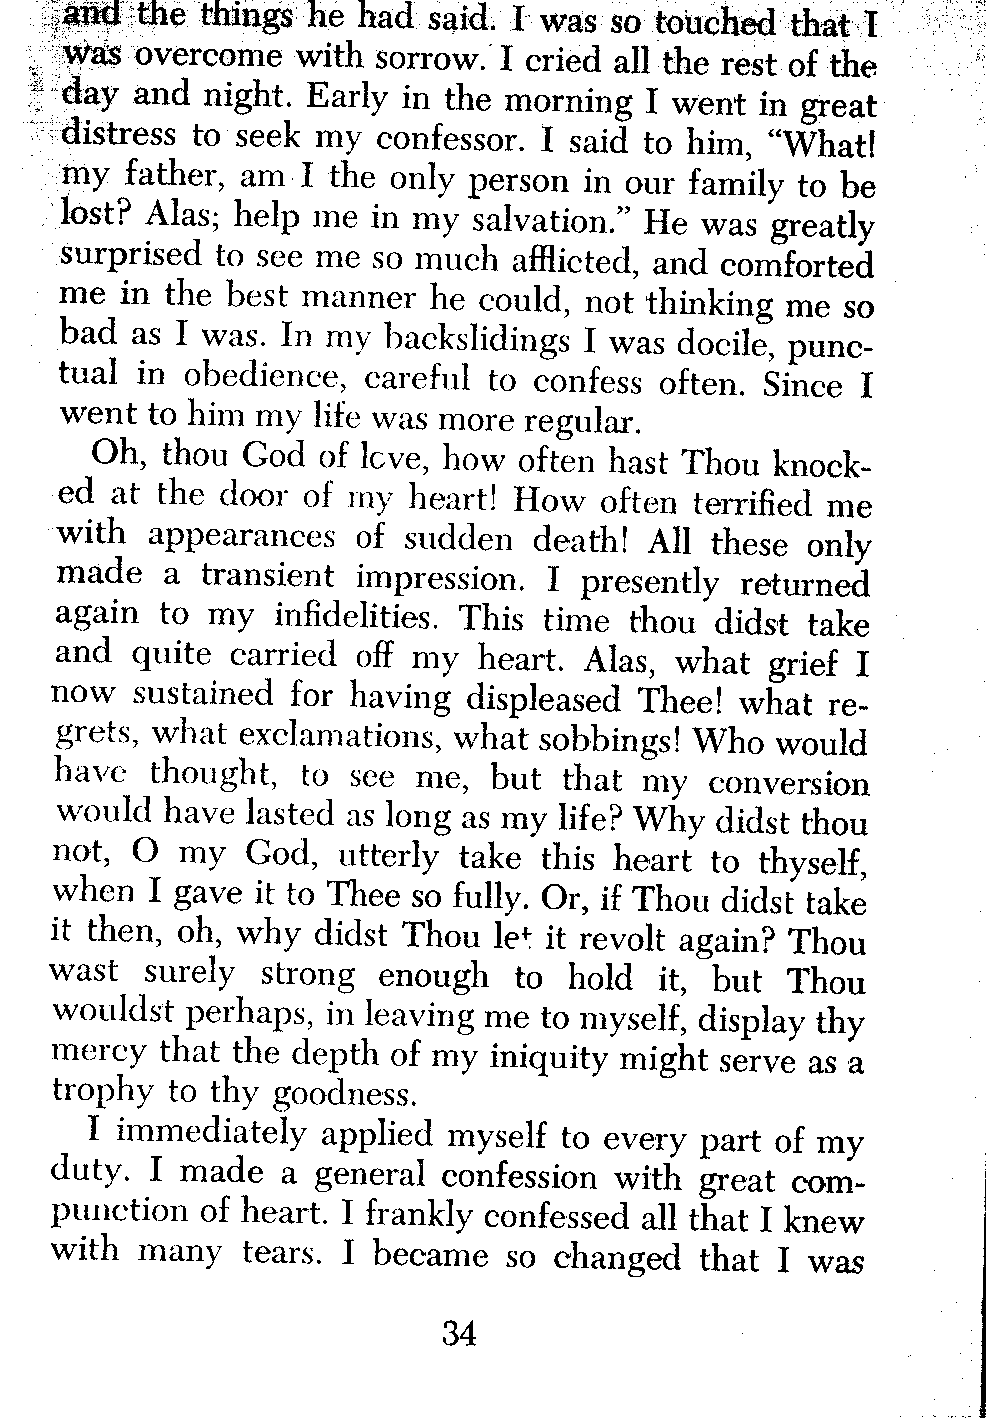 and the things he had said. I was so touched that I
was overcome with sorrow. I cried all the rest of the
day and night. Early in the morning I went in great
distress to seek my confessor. I said to him, “What!
my father, am I the only person in our family to be
lost? Alas; help me in my salvation.” He was greatly
surprised to see me so much afflicted, and comforted
me in the best manner he could, not thinking me so
bad as I was. In my backslidings I was docile, punc-
tual in obedience, careful to confess often. Since I
went to him my life was more regular.
Oh, thou God of love, how often hast Thou knock-
ed at the door of my heart! How often terrified me
with appearances of sudden death! All these only
made a transient impression. I presently returned
again to my infidelities. This time thou didst take
and quite carried off my heart. Alas, what grief I
now sustained for having displeased Thee! what re-
grets, what exclamations, what sobbings! Who would
have thought, to see me, but that my conversion
would have lasted as long as my life? Why didst thou
not, O my God, utterly take this heart to thyself,
when I gave it to Thee so fully. Or, if Thou didst take
it then, oh, why didst Thou let it revolt again? Thou
wast surely strong enough to hold it, but Thou
wouldst perhaps, in leaving me to myself, display thy
mercy that the depth of my iniquity might serve as a
trophy to thy goodness.
I immediately applied myself to every part of my
duty. I made a general confession with great com-
punction of heart. I frankly confessed all that I knew
with many tears. I became so changed that I was
34